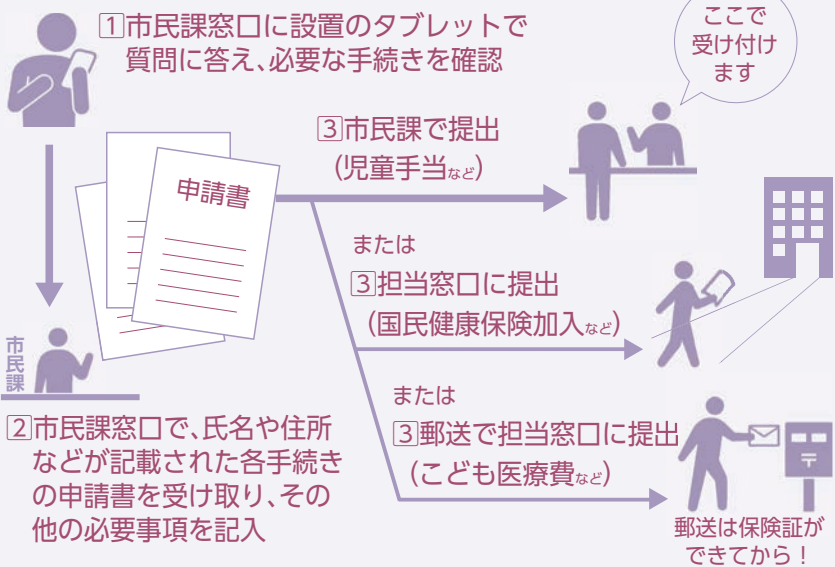 1市民課窓口に設置のタブレットで
質問に答え、必要な手続きを確認
ここで
受け付け
ます
申請書
市民課
2市民課窓口で、氏名や住所
などが記載された各手続き
の申請書を受け取り、その
他の必要事項を記入
3市民課で提出
(児童手当など)
または
3担当窓口に提出
(国民健康保険加入など)
または
3郵送で担当窓口に提出
(こども医療費など)
〒
郵送は保険証が
できてから!